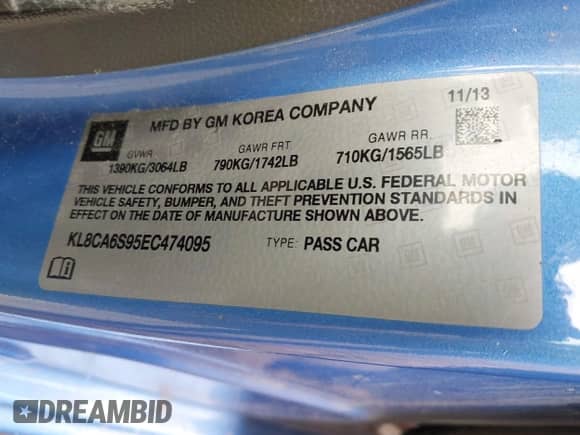 MFD BY GM KOREA COMPANY
11/13
GM
GVWR
GAWR FRT.
GAWR RR.
1390KG/3064LB
790KG/1742LB
710KG/1565LB
THIS VEHICLE CONFORMS TO ALL APPLICABLE U.S. FEDERAL MOTOR
VEHICLE SAFETY, BUMPER, AND THEFT PREVENTION STANDARDS IN
EFFECT ON THE DATE OF MANUFACTURE SHOWN ABOVE.
KL8CA6S95EC474095
TYPE: PASS CAR
DREAMBID